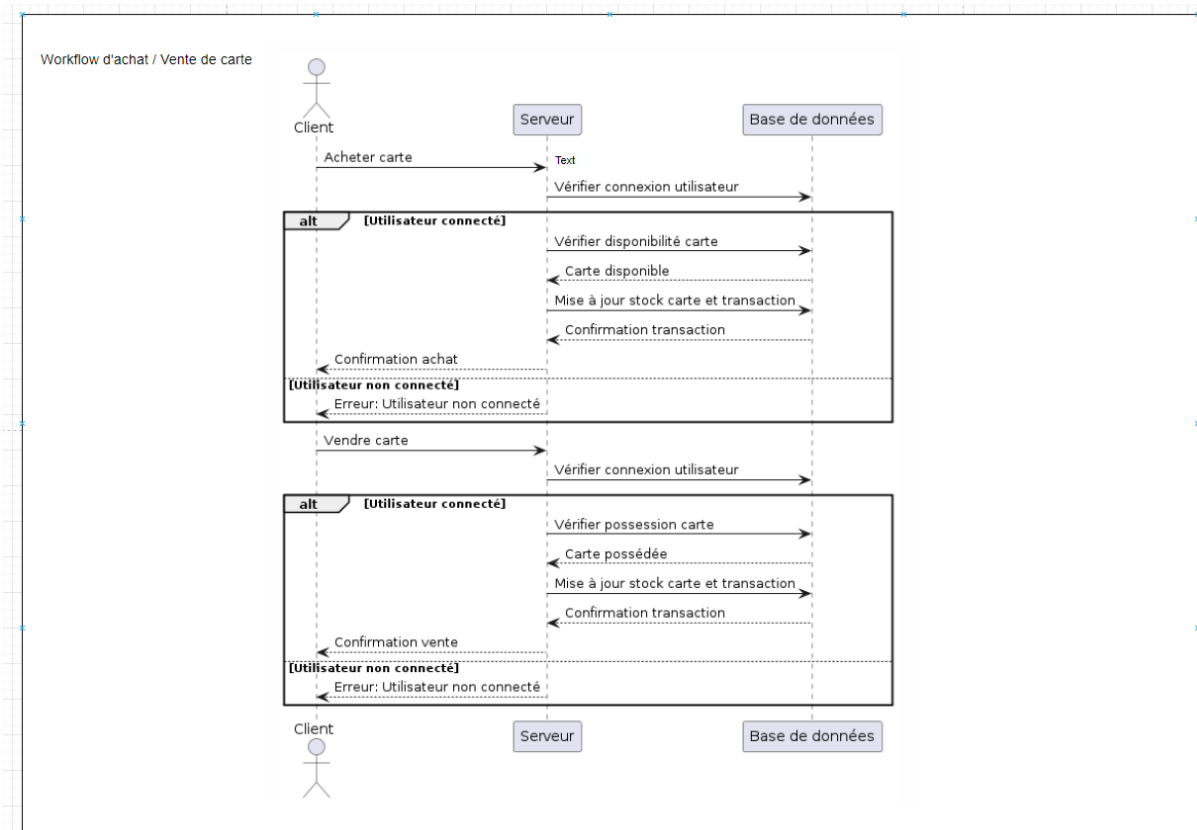 Workflow d'achat / Vente de carte
Client
Serveur
Base de données
Acheter carte
Text
Vérifier connexion utilisateur
alt
[Utilisateur connecté]
Vérifier disponibilité carte
Carte disponible
Mise à jour stock carte et transaction
Confirmation transaction
Confirmation achat
[Utilisateur non connecté]
Erreur: Utilisateur non connecté
Vendre carte
Vérifier connexion utilisateur
alt
[Utilisateur connecté]
Vérifier possession carte
Carte possédée
Mise à jour stock carte et transaction
Confirmation transaction
Confirmation vente
[Utilisateur non connecté]
Erreur: Utilisateur non connecté
Client
Serveur
Base de données